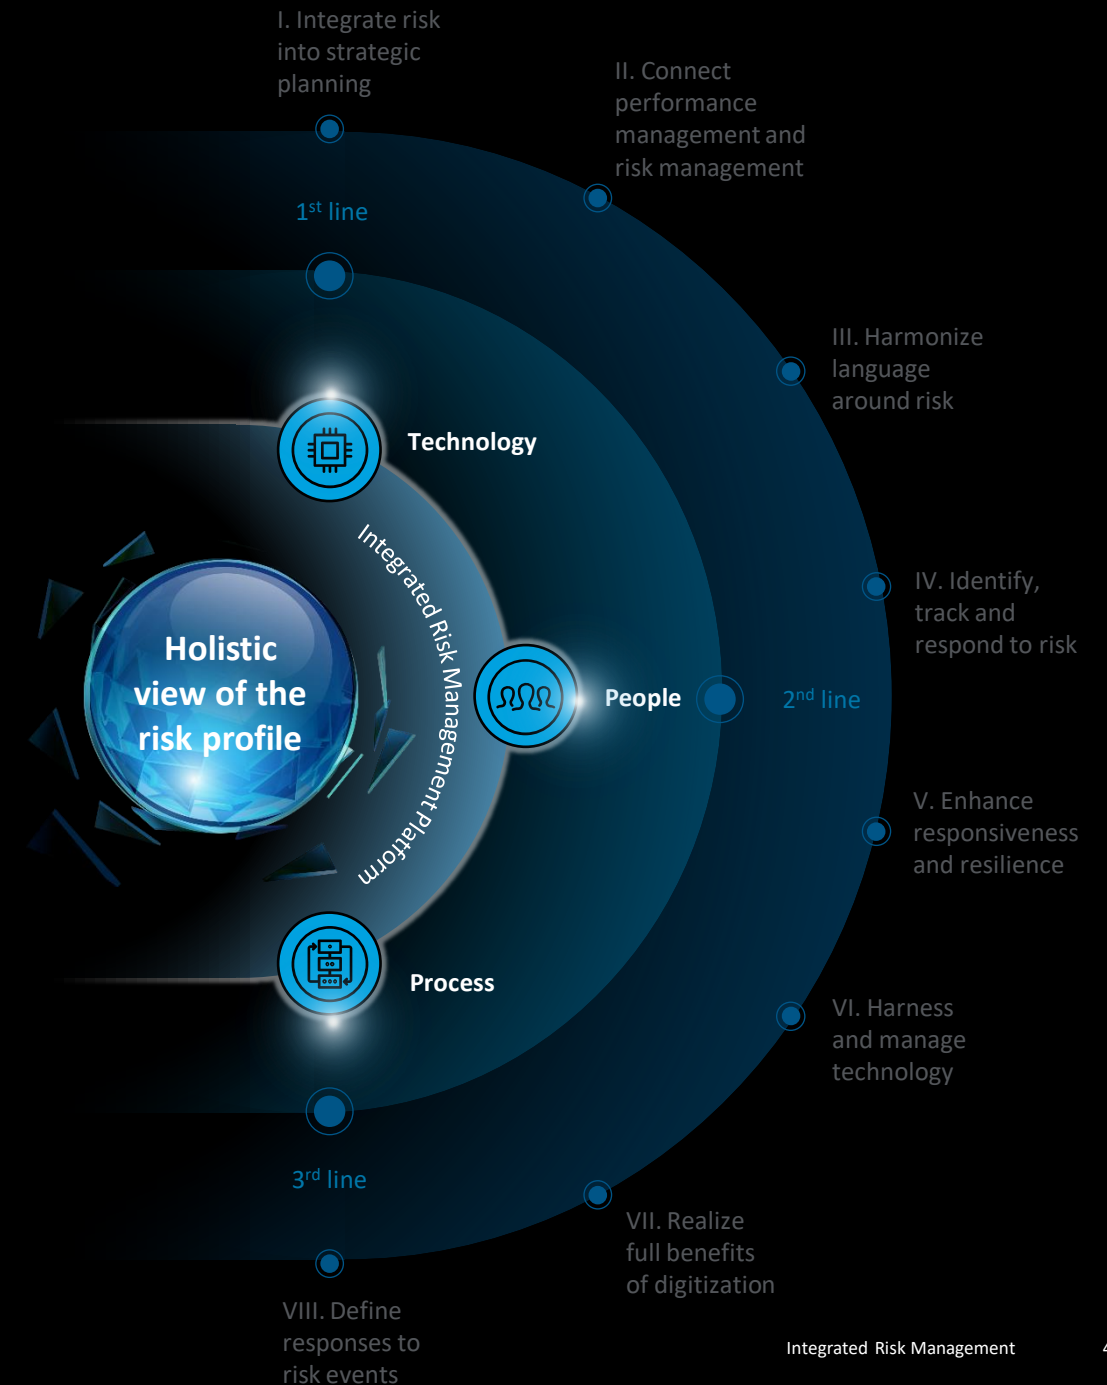 I. Integrate risk
into strategic
planning
II. Connect
performance
management and
risk management
1st line
III. Harmonize
language
around risk
Technology
Integrated Risk Management Platform
IV. Identify,
track and
respond to risk
Holistic
view of the
risk profile
People
2nd line
V. Enhance
responsiveness
and resilience
Process
VI. Harness
and manage
technology
3rd line
VII. Realize
full benefits
of digitization
VIII. Define
responses to
risk events
Integrated Risk Management 4